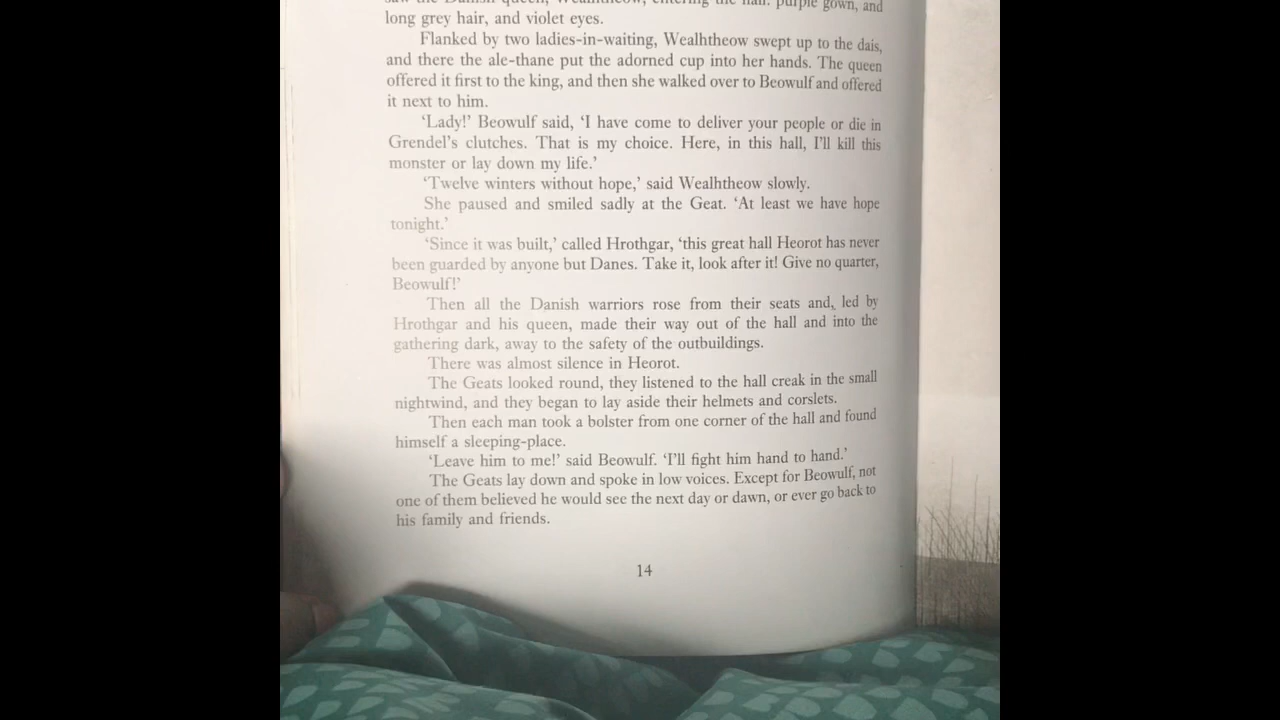 saw the Danish queen, Wealhtheow, entering the hall: purple gown, and
long grey hair, and violet eyes.
Flanked by two ladies-in-waiting, Wealhtheow swept up to the dais,
and there the ale-thane put the adorned cup into her hands. The queen
offered it first to the king, and then she walked over to Beowulf and offered
it next to him.
‘Lady!’ Beowulf said, ‘I have come to deliver your people or die in
Grendel’s clutches. That is my choice. Here, in this hall, I’ll kill this
monster or lay down my life.’
‘Twelve winters without hope,’ said Wealhtheow slowly.
She paused and smiled sadly at the Geat. ‘At least we have hope
tonight.’
‘Since it was built,’ called Hrothgar, ‘this great hall Heorot has never
been guarded by anyone but Danes. Take it, look after it! Give no quarter,
Beowulf!’
Then all the Danish warriors rose from their seats and, led by
Hrothgar and his queen, made their way out of the hall and into the
gathering dark, away to the safety of the outbuildings.
There was almost silence in Heorot.
The Geats looked round, they listened to the hall creak in the small
nightwind, and they began to lay aside their helmets and corslets.
Then each man took a bolster from one corner of the hall and found
himself a sleeping-place.
‘Leave him to me!’ said Beowulf. ‘I’ll fight him hand to hand.’
The Geats lay down and spoke in low voices. Except for Beowulf, not
one of them believed he would see the next day or dawn, or ever go back to
his family and friends.
14